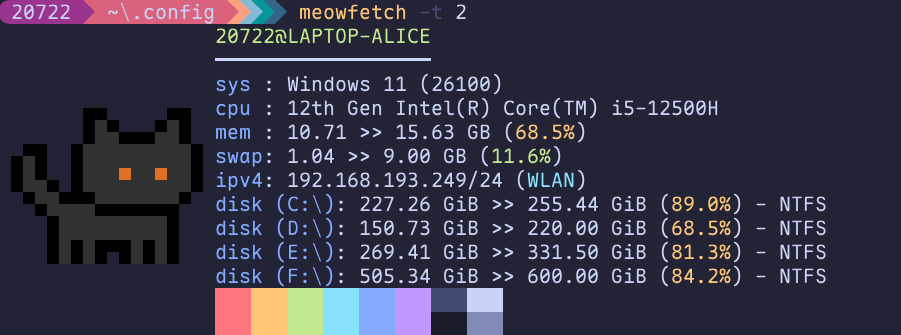 20722 ~\.config meowfetch -t 2
20722@LAPTOP-ALICE
sys : Windows 11 (26100)
cpu : 12th Gen Intel(R) Core(TM) i5-12500H
mem : 10.71 >> 15.63 GB (68.5%)
swap: 1.04 >> 9.00 GB (11.6%)
ipv4: 192.168.193.249/24 (WLAN)
disk (C:\): 227.26 GiB >> 255.44 GiB (89.0%) - NTFS
disk (D:\): 150.73 GiB >> 220.00 GiB (68.5%) - NTFS
disk (E:\): 269.41 GiB >> 331.50 GiB (81.3%) - NTFS
disk (F:\): 505.34 GiB >> 600.00 GiB (84.2%) - NTFS